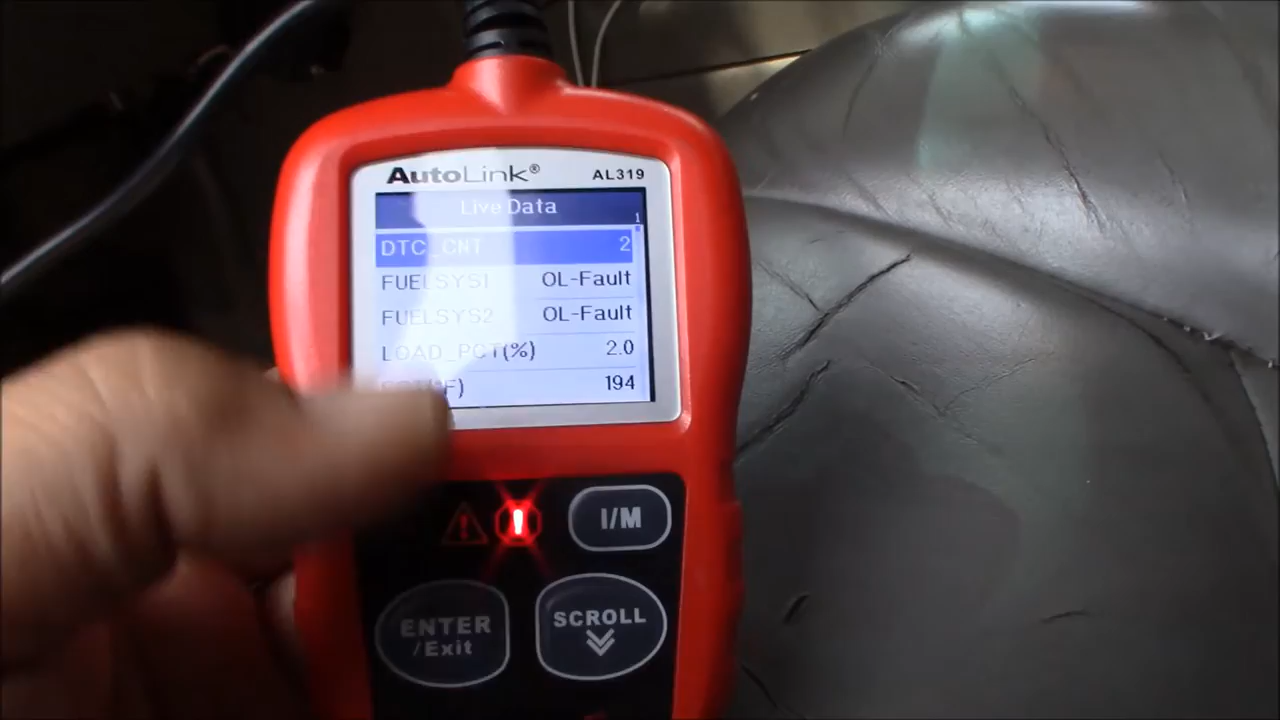 AutoLink® AL319
Live Data
1
DTC_CNT 2
FUELSYS1 OL-Fault
FUELSYS2 OL-Fault
LOAD_PCT(%) 2.0
(°F) 194
I/M
ENTER
/Exit
SCROLL